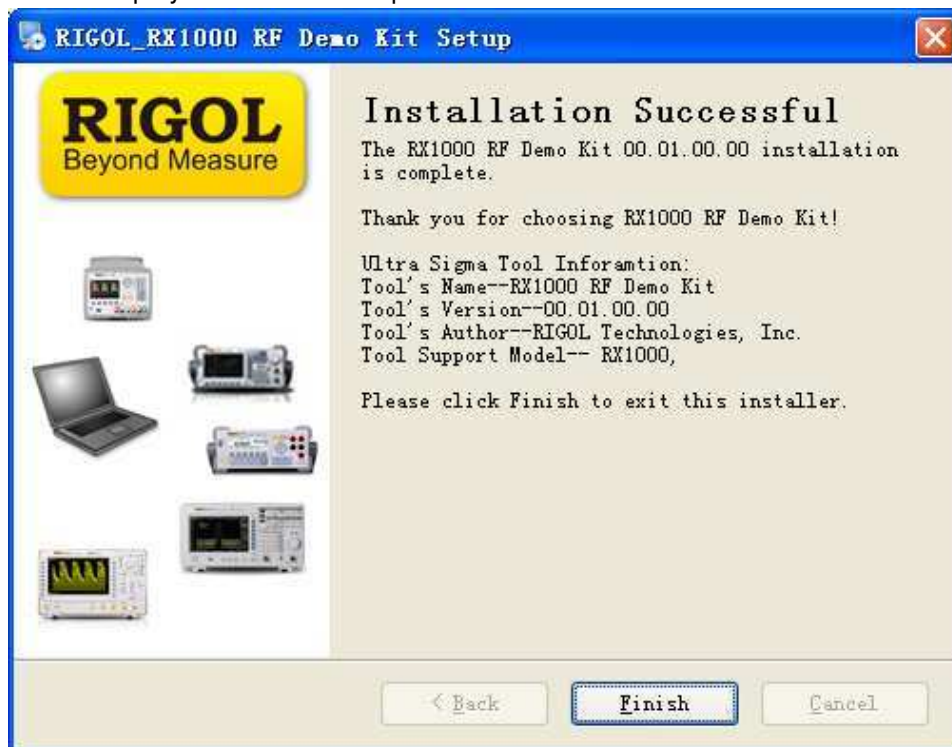 RIGOL_RX1000 RF Demo Kit Setup
RIGOL
Beyond Measure
Installation Successful
The RX1000 RF Demo Kit 00.01.00.00 installation
is complete.
Thank you for choosing RX1000 RF Demo Kit!
Ultra Sigma Tool Inforamtion:
Tool's Name--RX1000 RF Demo Kit
Tool's Version--00.01.00.00
Tool's Author--RIGOL Technologies, Inc.
Tool Support Model-- RX1000,
Please click Finish to exit this installer.
< Back
Finish
Cancel